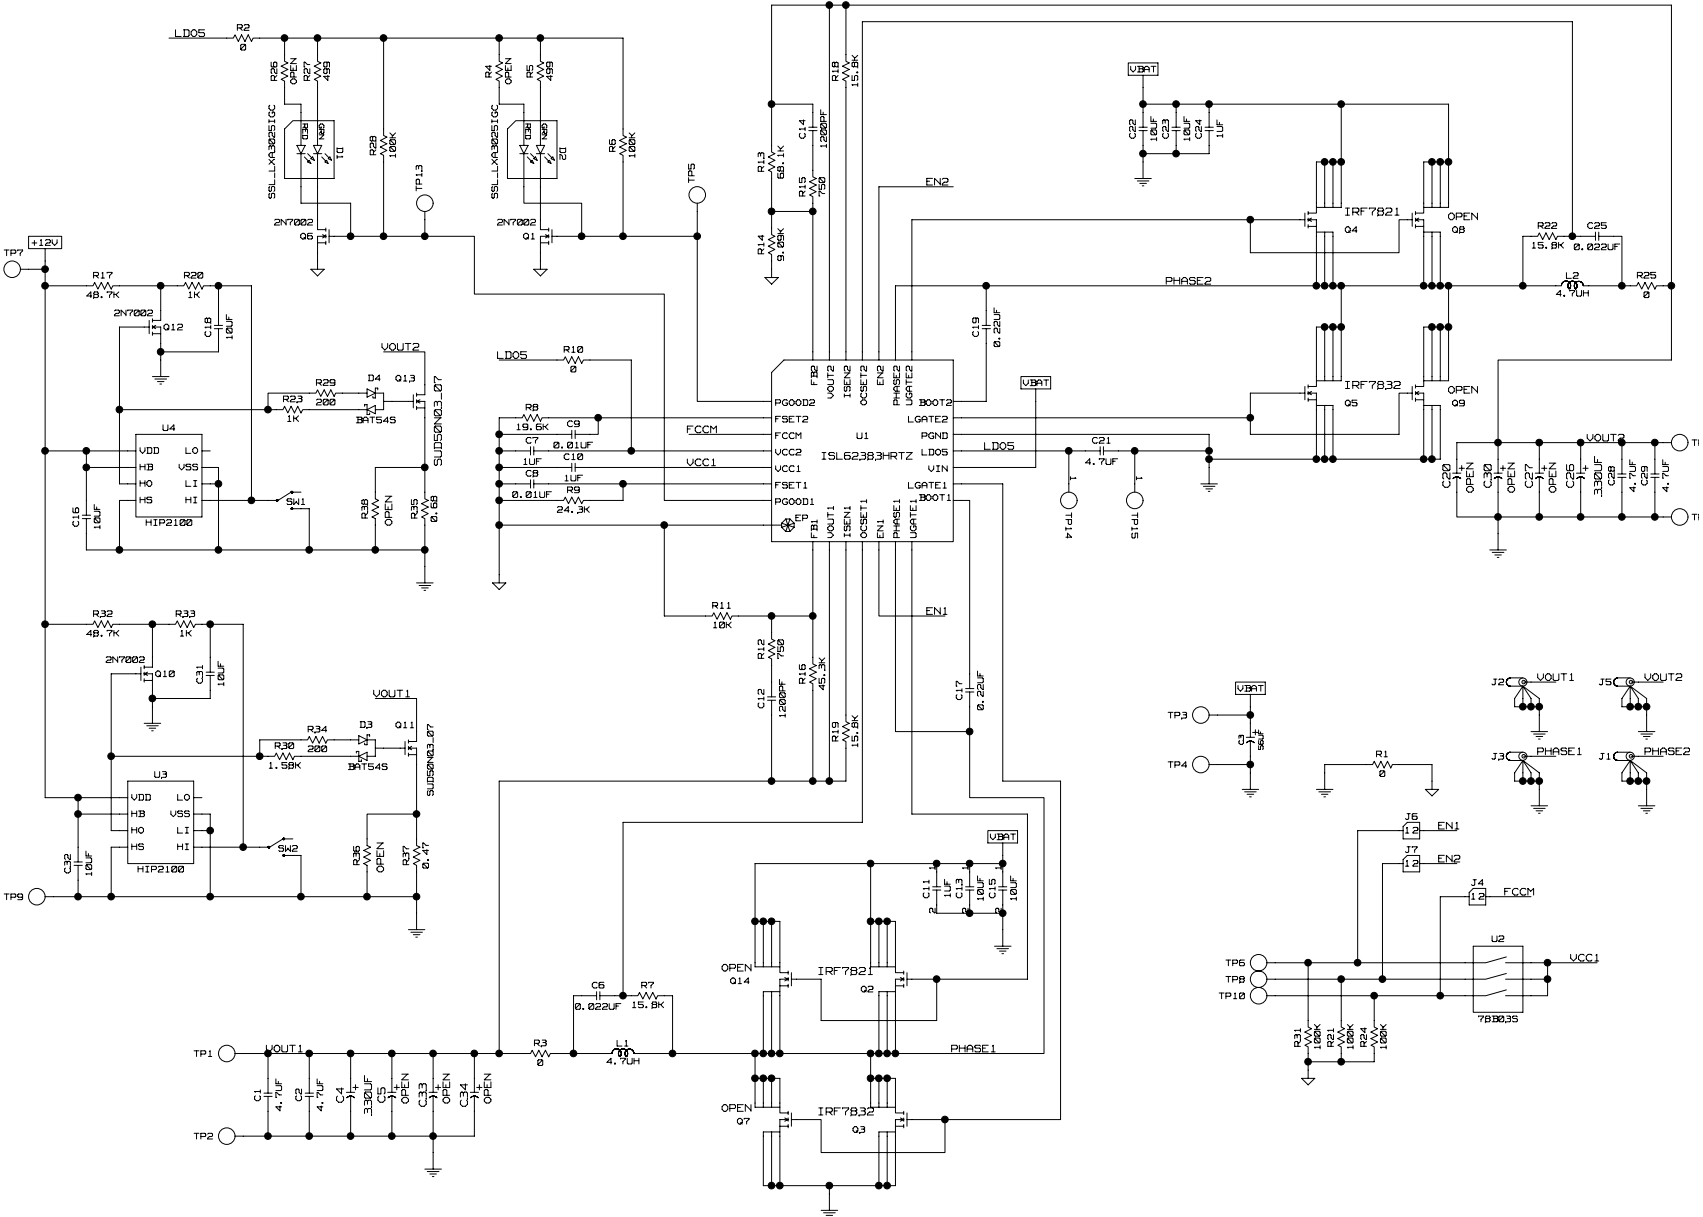 LDO5
R2
0
R26
OPEN
R27
499
SSL_LXA3025IGC
RED
GRN
D1
R28
100K
2N7002
Q6
TP13
R4
OPEN
R5
499
SSL_LXA3025IGC
RED
GRN
D2
R6
100K
2N7002
Q1
TP5
R13
68.1K
C14
1200PF
R15
750
R14
9.09K
R18
15.8K
EN2
VBAT
C22
10UF
C23
10UF
C24
1UF
IRF7821
Q4
OPEN
Q8
R22
15.8K
C25
0.022UF
L2
4.7UH
R25
0
PHASE2
IRF7832
Q5
OPEN
Q9
C19
0.22UF
TP7
+12V
R17
48.7K
R20
1K
2N7002
Q12
C18
10UF
VOUT2
R29
200
D4
Q13
R23
1K
BAT54S
SUD50N03_07
U4
VDD
LO
HB
VSS
HO
LI
HS
HI
HIP2100
C16
10UF
SW1
R38
OPEN
R35
0.68
LDO5
R10
0
R8
19.6K
C9
0.01UF
C7
1UF
C10
1UF
C8
0.01UF
R9
24.3K
FCCM
VCC1
FB2
VOUT2
ISEN2
OCSET2
EN2
PHASE2
UGATE2
PGOOD2
FSET2
FCCM
VCC2
VCC1
FSET1
PGOOD1
EP
U1
ISL62383HRTZ
BOOT2
LGATE2
PGND
LDO5
VIN
LGATE1
BOOT1
FB1
VOUT1
ISEN1
OCSET1
EN1
PHASE1
UGATE1
VBAT
LDO5
C21
4.7UF
1
TP14
1
TP15
VOUT2
C20
OPEN
C30
OPEN
C27
OPEN
C26
330UF
C28
4.7UF
C29
4.7UF
R32
48.7K
R33
1K
2N7002
Q10
C31
10UF
VOUT1
R34
200
D3
Q11
R30
1.58K
BAT54S
SUD50N03_07
U3
VDD
LO
HB
VSS
HO
LI
HS
HI
HIP2100
C32
10UF
SW2
R36
OPEN
R37
0.47
TP9
R11
10K
R12
750
R16
45.3K
C12
1200PF
R19
15.8K
EN1
C17
0.22UF
VBAT
TP3
C3
56UF
TP4
R1
0
J2
VOUT1
J5
VOUT2
J3
PHASE1
J1
PHASE2
J6
12
EN1
J7
12
EN2
J4
12
FCCM
TP6
TP8
TP10
U2
VCC1
78B03S
R31
100K
R21
100K
R24
100K
VBAT
C11
1UF
C13
10UF
C15
10UF
OPEN
Q14
IRF7821
Q2
C6
0.022UF
R7
15.8K
R3
0
L1
4.7UH
PHASE1
OPEN
Q7
IRF7832
Q3
TP1
VOUT1
C1
4.7UF
C2
4.7UF
C4
330UF
C5
OPEN
C33
OPEN
C34
OPEN
TP2